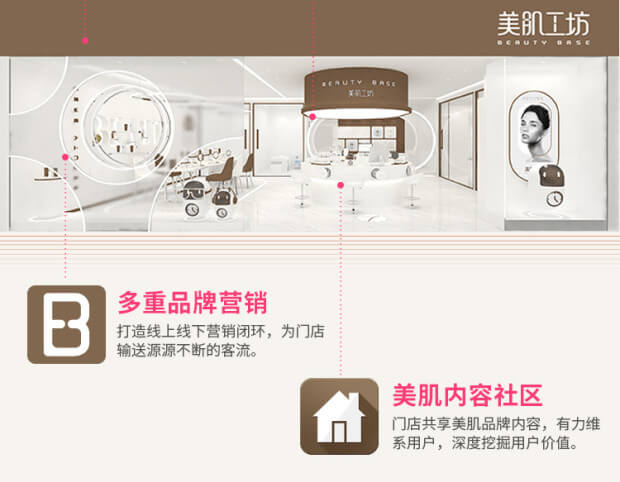 美肌工坊
BEAUTY BASE
BEAUTY BASE
美肌工坊
B
多重品牌营销
打造线上线下营销闭环，为门店
输送源源不断的客流。
美肌内容社区
门店共享美肌品牌内容，有力维
系用户，深度挖掘用户价值。